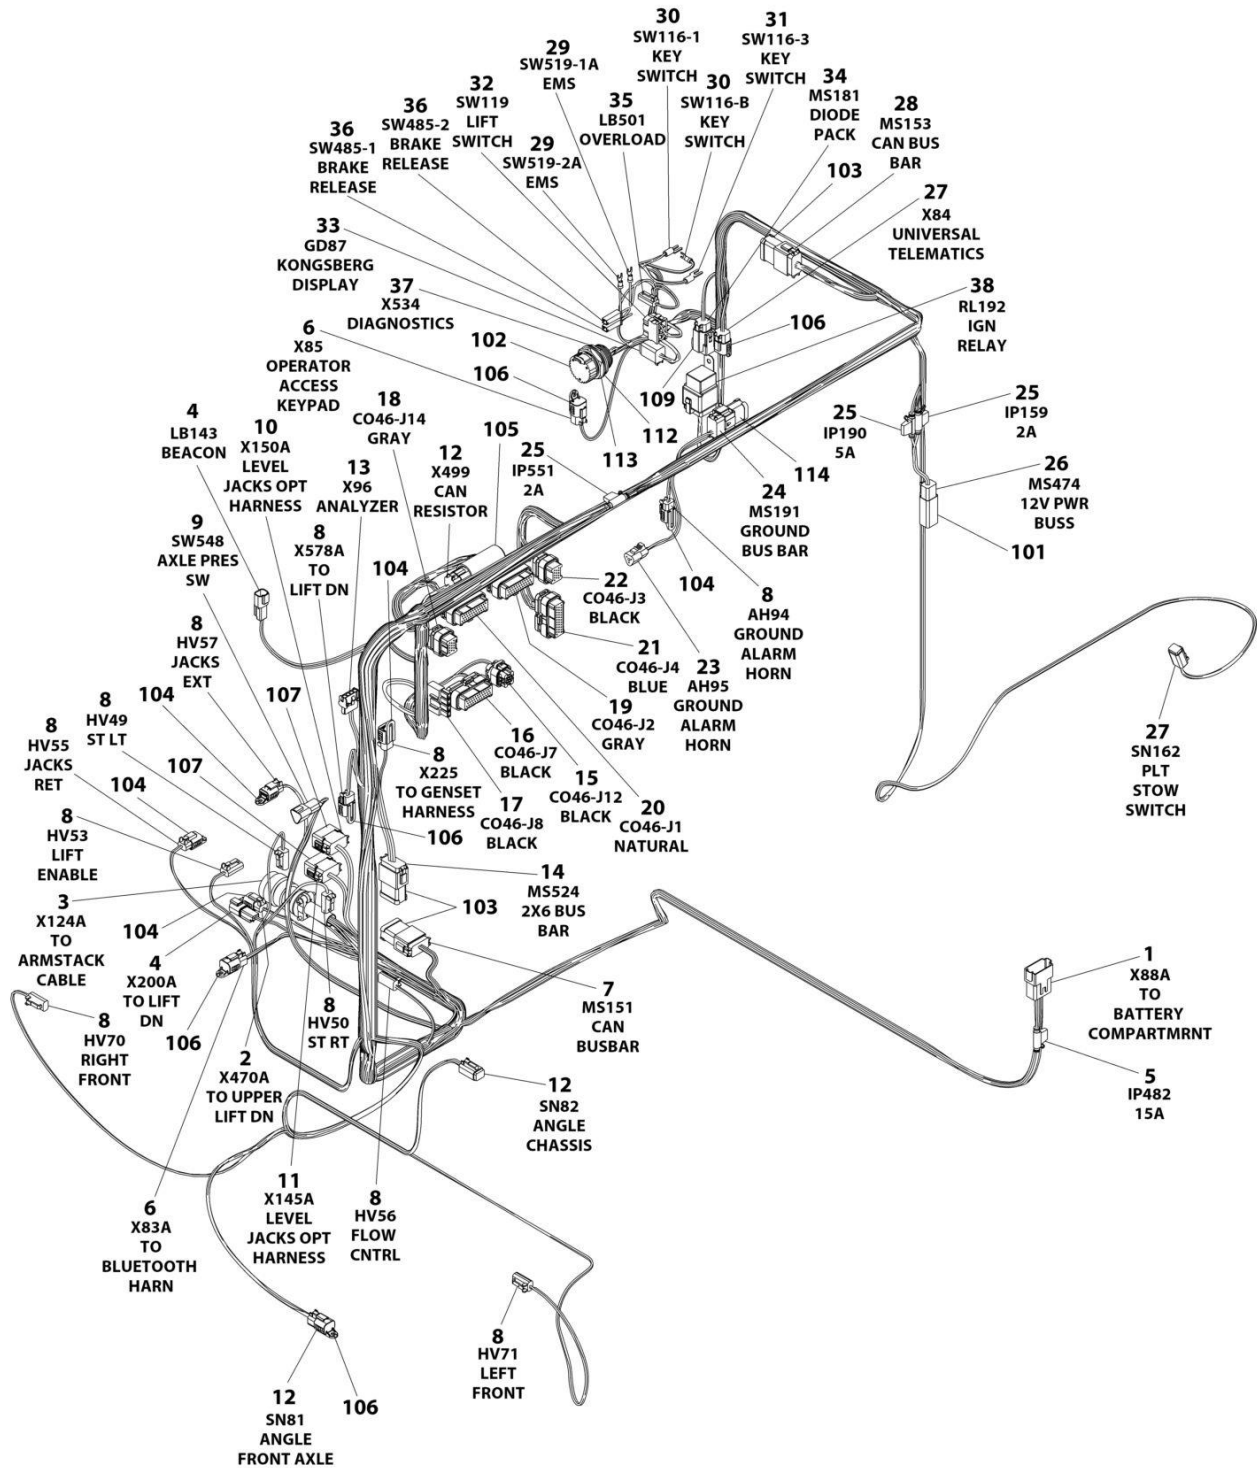 30
SW116-1
KEY
SWITCH
31
SW116-3
KEY
SWITCH
29
SW519-1A
EMS
32
SW119
LIFT
SWITCH
35
LB501
OVERLOAD
30
SW116-B
KEY
SWITCH
34
MS181
DIODE
PACK
28
MS153
CAN BUS
BAR
36
SW485-2
BRAKE
RELEASE
36
SW485-1
BRAKE
RELEASE
29
SW519-2A
EMS
103
27
X84
UNIVERSAL
TELEMATICS
33
GD87
KONGSBERG
DISPLAY
37
X534
DIAGNOSTICS
38
RL192
IGN
RELAY
6
X85
OPERATOR
ACCESS
KEYPAD
102
106
106
109
112
113
114
4
LB143
BEACON
10
X150A
LEVEL
JACKS OPT
HARNESS
18
CO46-J14
GRAY
105
25
IP551
2A
25
IP190
5A
25
IP159
2A
13
X96
ANALYZER
12
X499
CAN
RESISTOR
24
MS191
GROUND
BUS BAR
26
MS474
12V PWR
BUSS
101
9
SW548
AXLE PRES
SW
8
X578A
TO
LIFT DN
104
104
22
CO46-J3
BLACK
8
AH94
GROUND
ALARM
HORN
8
HV57
JACKS
EXT
21
CO46-J4
BLUE
23
AH95
GROUND
ALARM
HORN
8
HV49
ST LT
104
107
19
CO46-J2
GRAY
27
SN162
PLT
STOW
SWITCH
8
HV55
JACKS
RET
107
16
CO46-J7
BLACK
8
X225
TO GENSET
HARNESS
15
CO46-J12
BLACK
20
CO46-J1
NATURAL
104
17
CO46-J8
BLACK
106
8
HV53
LIFT
ENABLE
14
MS524
2X6 BUS
BAR
3
X124A
TO
ARMSTACK
CABLE
104
103
4
X200A
TO LIFT
DN
1
X88A
TO
BATTERY
COMPARTMRNT
7
MS151
CAN
BUSBAR
8
HV50
ST RT
8
HV70
RIGHT
FRONT
106
2
X470A
TO UPPER
LIFT DN
12
SN82
ANGLE
CHASSIS
5
IP482
15A
11
X145A
LEVEL
JACKS OPT
HARNESS
8
HV56
FLOW
CNTRL
6
X83A
TO
BLUETOOTH
HARN
8
HV71
LEFT
FRONT
12
SN81
ANGLE
FRONT AXLE
106